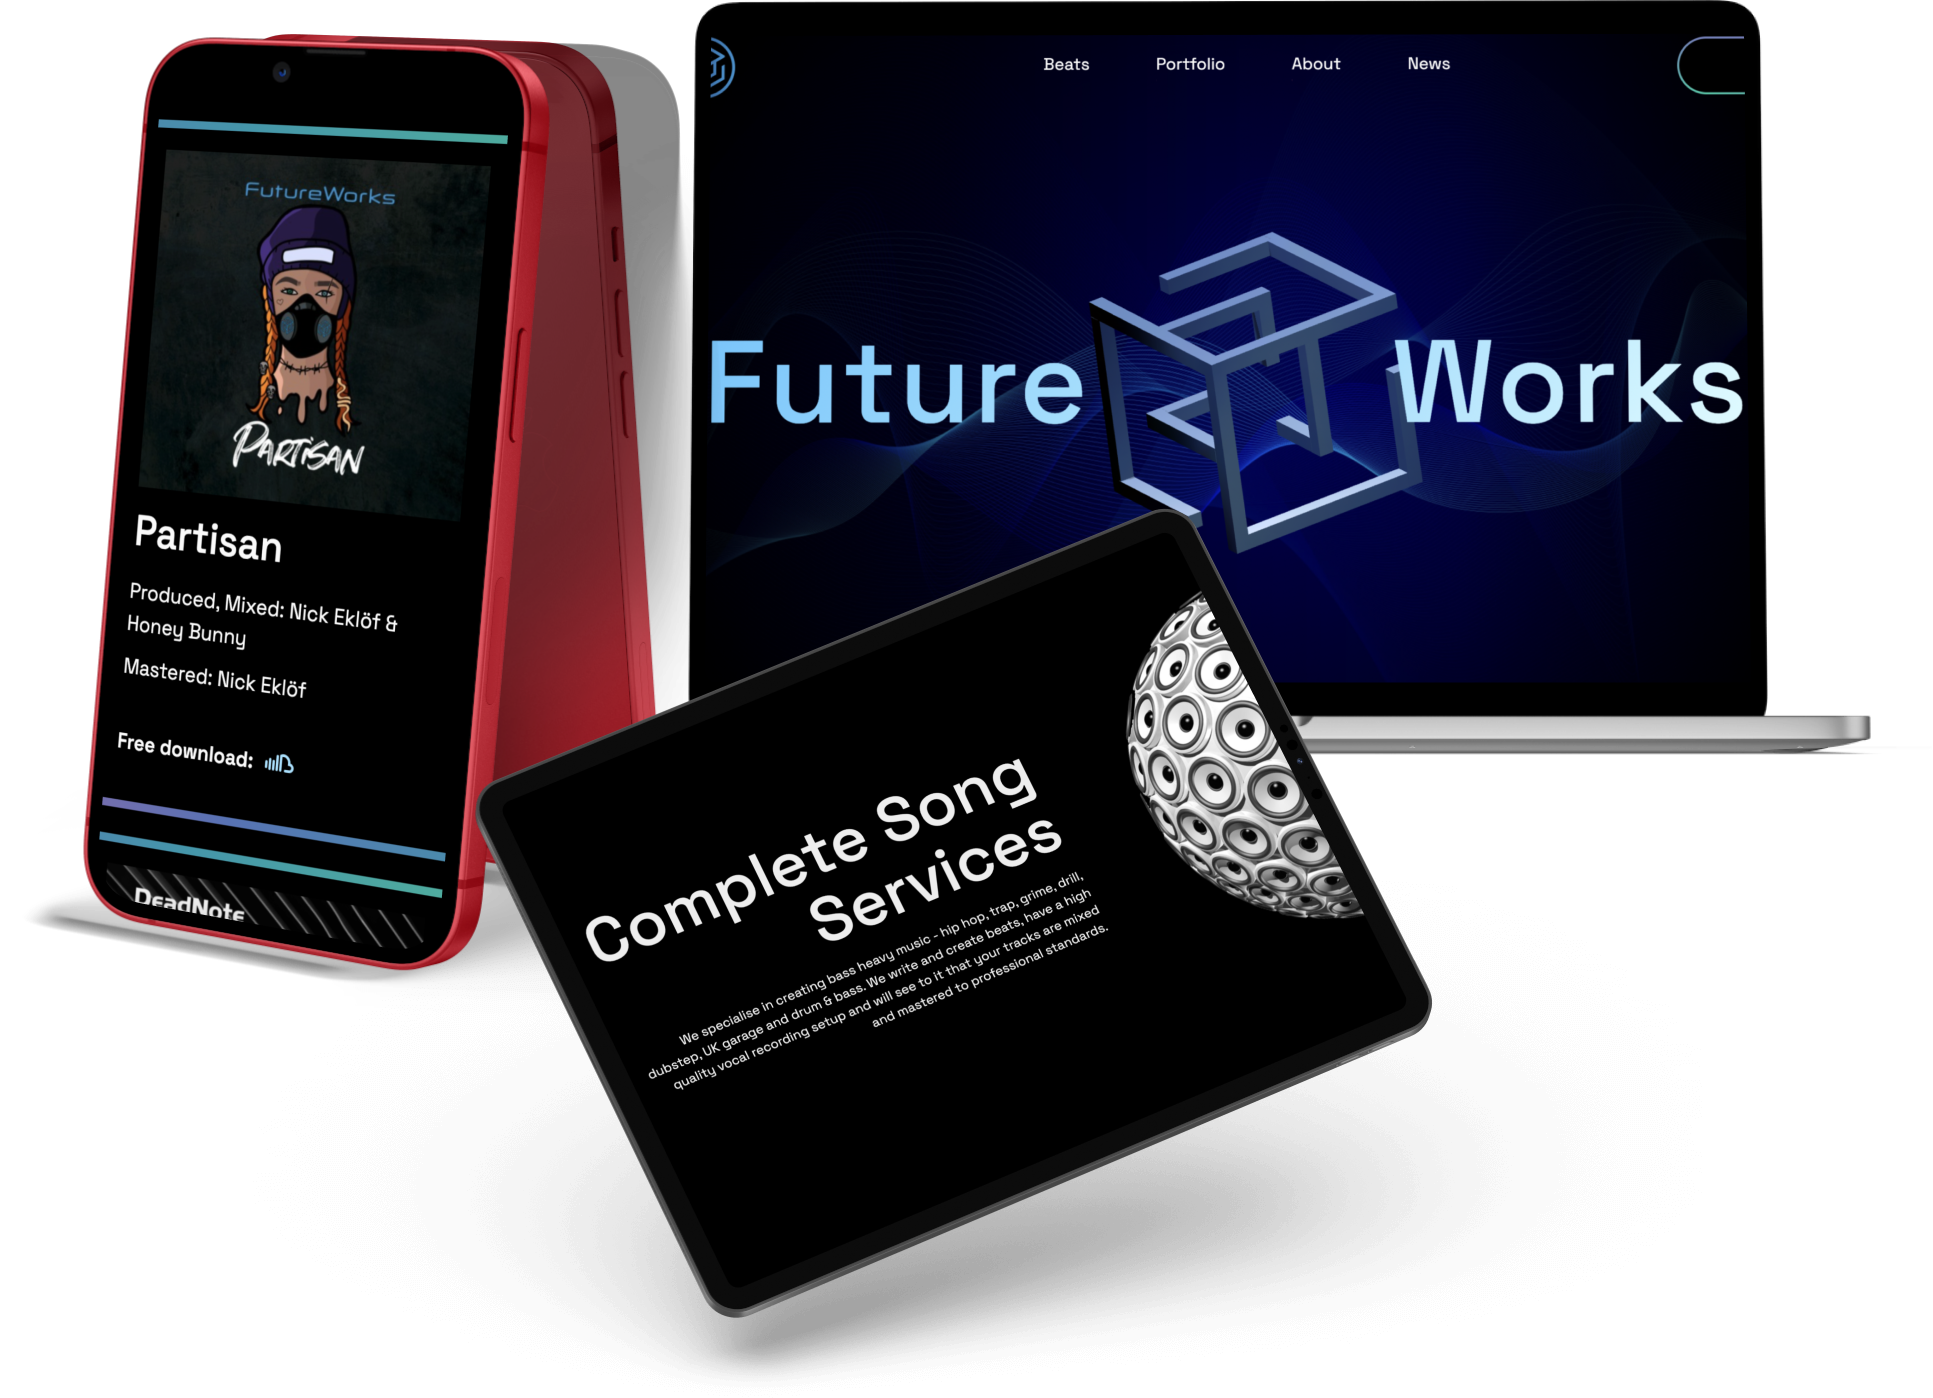 FutureWorks
PARTISAN
Partisan
Produced, Mixed: Nick Eklöf &
Honey Bunny
Mastered: Nick Eklöf
Free download:
DeadNote
Beats
Portfolio
About
News
Future Works
Complete Song
Services
We specialise in creating bass heavy music - hip hop, trap, grime, drill,
dubstep, UK garage and drum & bass. We write and create beats, have a high
quality vocal recording setup and will see to it that your tracks are mixed
and mastered to professional standards.